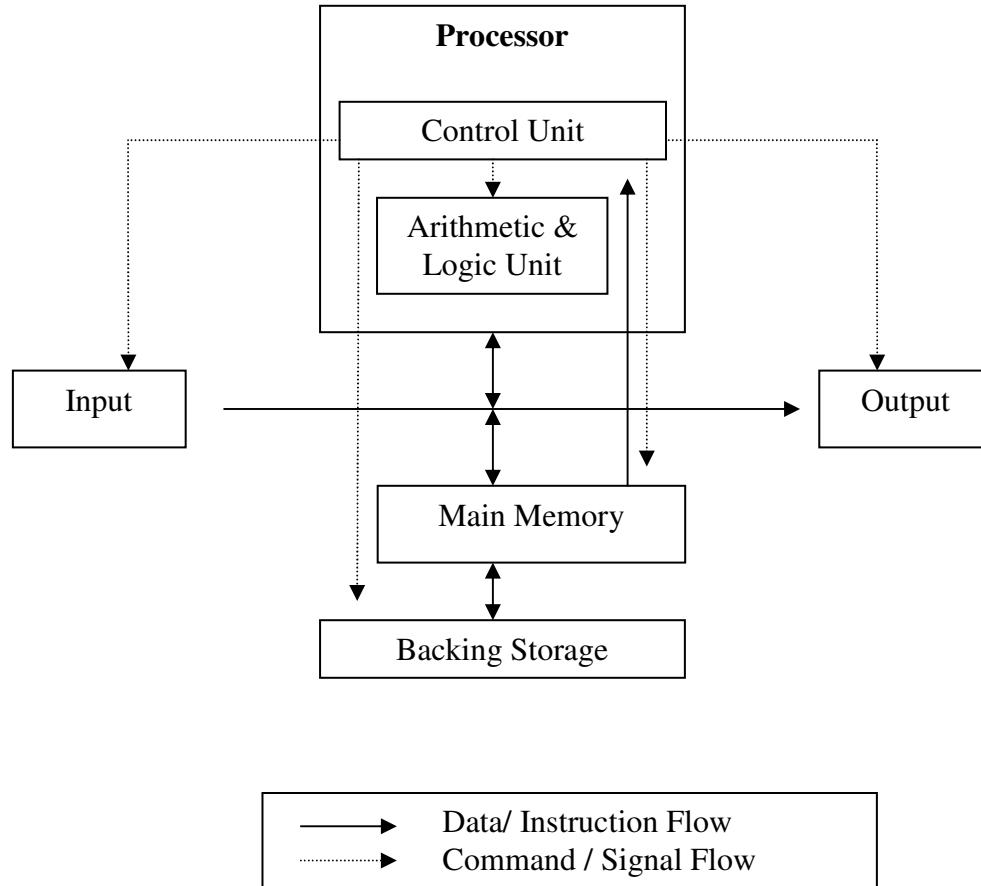 Processor
Control Unit
Arithmetic &
Logic Unit
Input
Output
Main Memory
Backing Storage
Data/ Instruction Flow
Command / Signal Flow